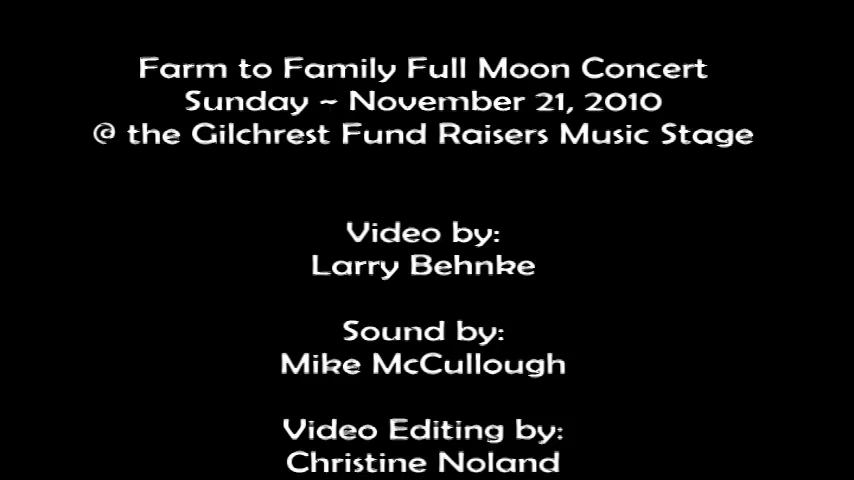 Farm to Family Full Moon Concert
Sunday ~ November 21, 2010
@ the Gilchrest Fund Raisers Music Stage
Video by:
Larry Behnke
Sound by:
Mike McCullough
Video Editing by:
Christine Noland